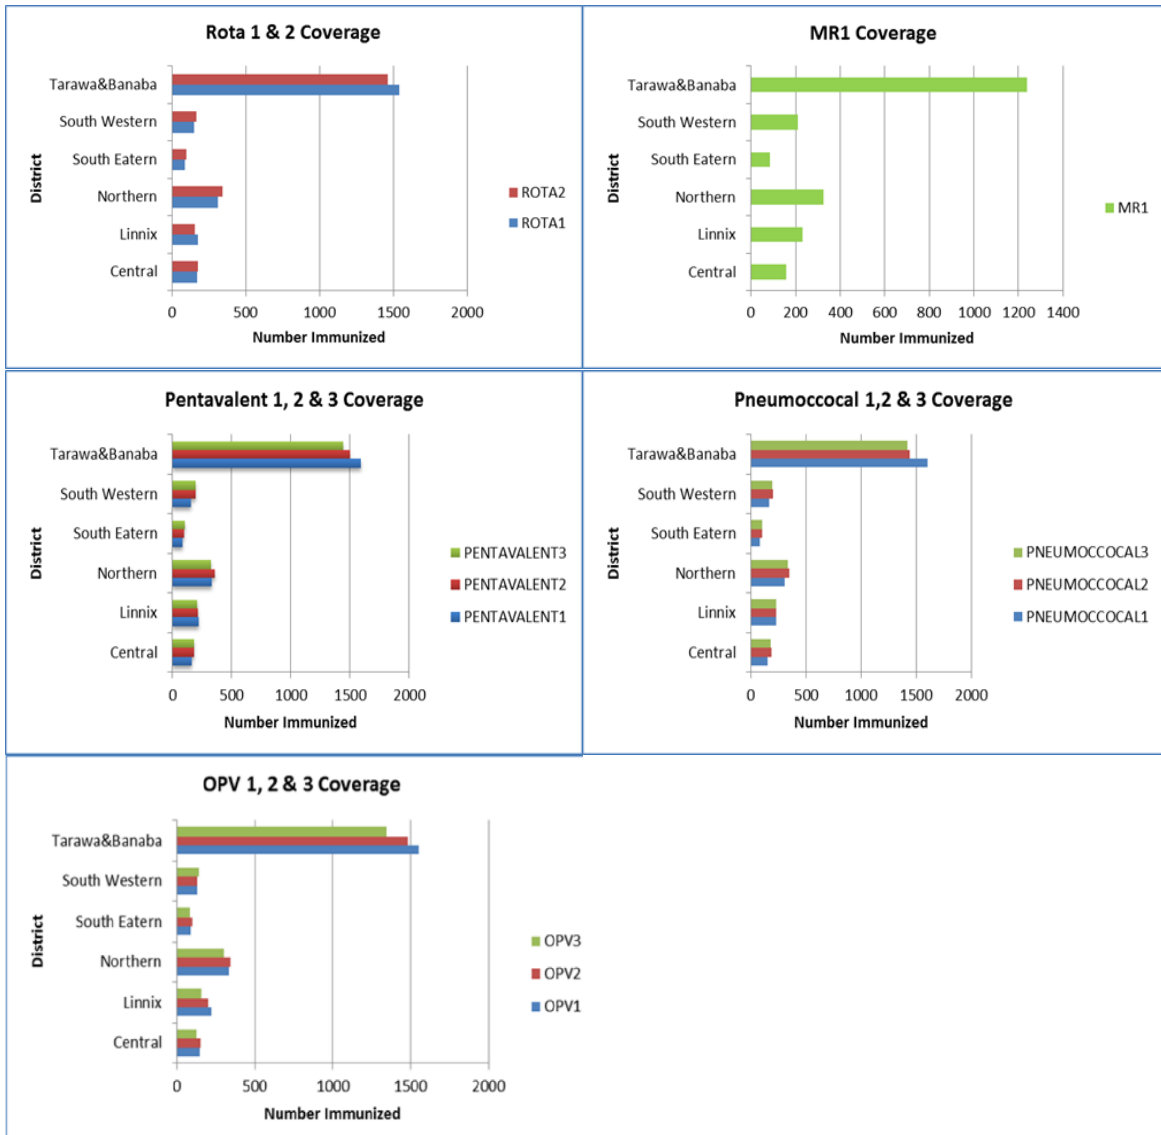 Rota 1 & 2 Coverage
District
Tarawa&Banaba
South Western
South Eatern
Northern
Linnix
Central
0 500 1000 1500 2000
Number Immunized
ROTA2
ROTA1
MR1 Coverage
District
Tarawa&Banaba
South Western
South Eatern
Northern
Linnix
Central
0 200 400 600 800 1000 1200 1400
Number Immunized
MR1
Pentavalent 1, 2 & 3 Coverage
District
Tarawa&Banaba
South Western
South Eatern
Northern
Linnix
Central
0 500 1000 1500 2000
Number Immunized
PENTAVALENT3
PENTAVALENT2
PENTAVALENT1
Pneumoccocal 1,2 & 3 Coverage
District
Tarawa&Banaba
South Western
South Eatern
Northern
Linnix
Central
0 500 1000 1500 2000
Number Immunized
PNEUMOCCOCAL3
PNEUMOCCOCAL2
PNEUMOCCOCAL1
OPV 1, 2 & 3 Coverage
District
Tarawa&Banaba
South Western
South Eatern
Northern
Linnix
Central
0 500 1000 1500 2000
Number Immunized
OPV3
OPV2
OPV1